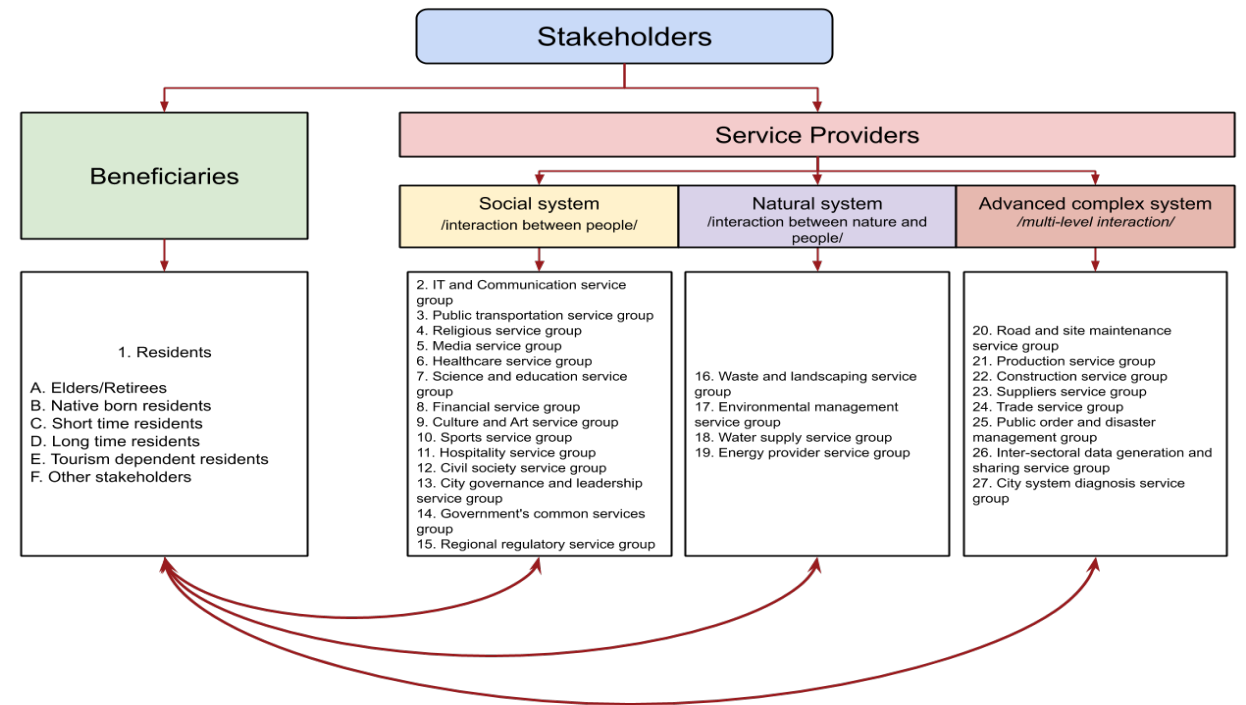 Stakeholders
Beneficiaries
Service Providers
Social system
/interaction between people/
Natural system
/interaction between nature and
people/
Advanced complex system
/multi-level interaction/
1. Residents
A. Elders/Retirees
B. Native born residents
C. Short time residents
D. Long time residents
E. Tourism dependent residents
F. Other stakeholders
2. IT and Communication service
group
3. Public transportation service group
4. Religious service group
5. Media service group
6. Healthcare service group
7. Science and education service
group
8. Financial service group
9. Culture and Art service group
10. Sports service group
11. Hospitality service group
12. Civil society service group
13. City governance and leadership
service group
14. Government's common services
group
15. Regional regulatory service group
16. Waste and landscaping service
group
17. Environmental management
service group
18. Water supply service group
19. Energy provider service group
20. Road and site maintenance
service group
21. Production service group
22. Construction service group
23. Suppliers service group
24. Trade service group
25. Public order and disaster
management group
26. Inter-sectoral data generation and
sharing service group
27. City system diagnosis service
group